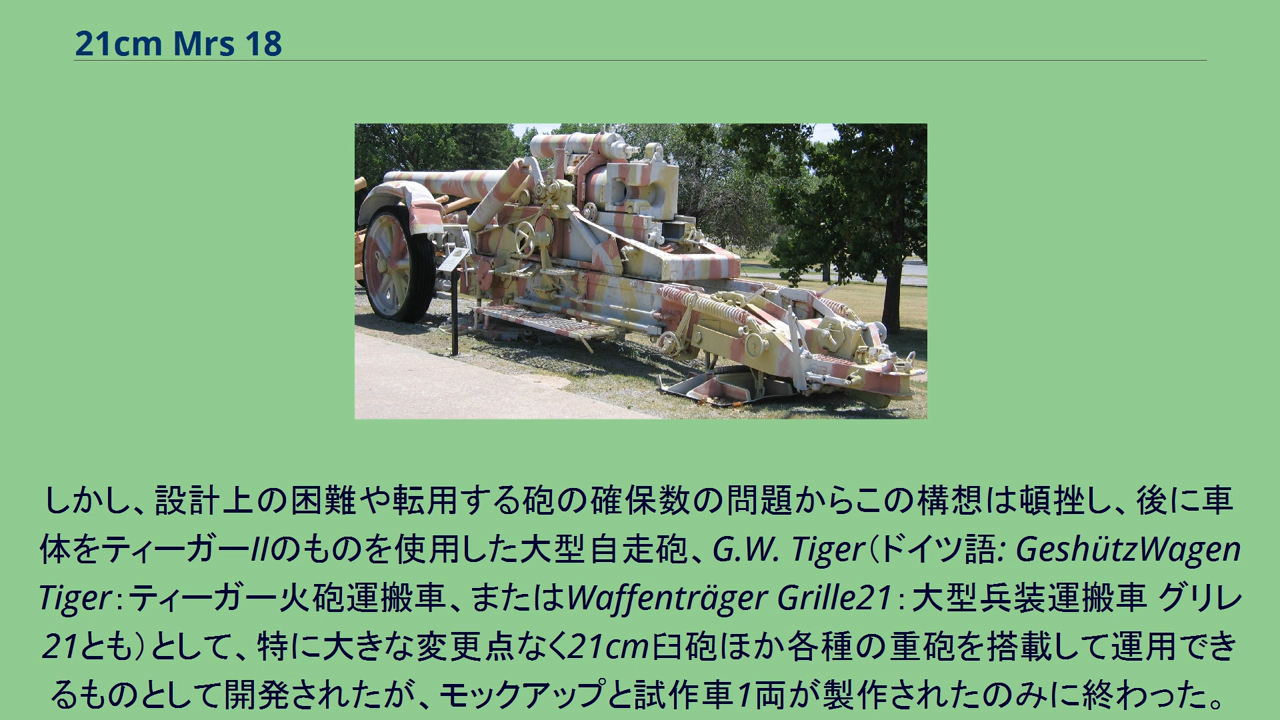 21cm Mrs 18
しかし、設計上の困難や転用する砲の確保数の問題からこの構想は頓挫し、後に車
体をティーガーIIのものを使用した大型自走砲、G.W. Tiger（ドイツ語: GeshützWagen
Tiger：ティーガー火砲運搬車、またはWaffenträger Grille21：大型兵装運搬車 グリレ
21とも）として、特に大きな変更点なく21cm臼砲ほか各種の重砲を搭載して運用でき
るものとして開発されたが、モックアップと試作車1両が製作されたのみに終わった。